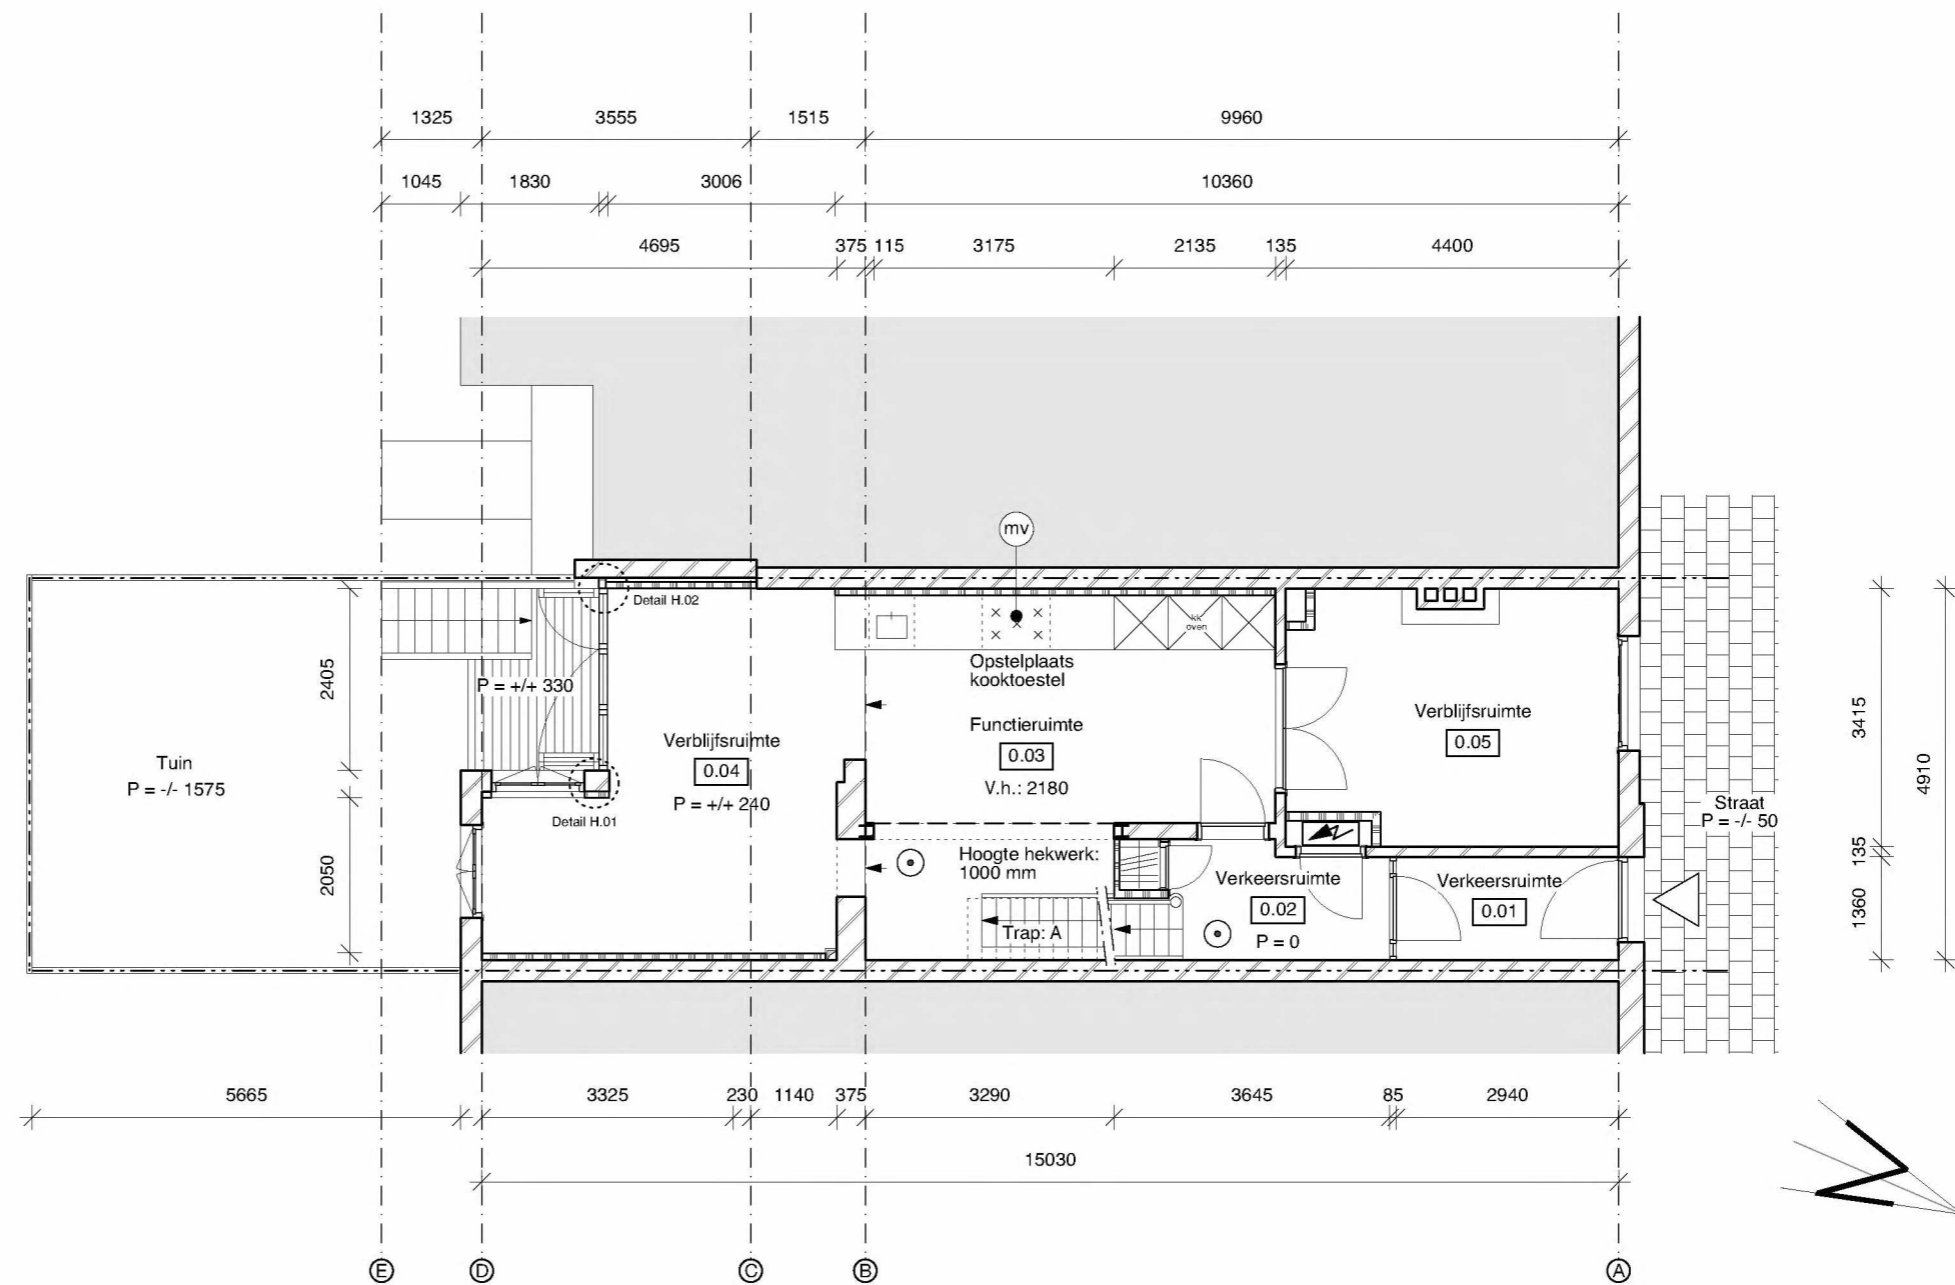 1325 3555 1515 9960
1045 1830 3006 10360
4695 375 115 3175 2135 135 4400
mv
Detail H.02
kk
oven
Opstelplaats
kooktoestel
P = +/+ 330
2405
Verblijfsruimte
0.04
P = +/+ 240
Functieruimte
0.03
V.h.: 2180
Verblijfsruimte
0.05
3415
4910
Tuin
P = -/- 1575
Straat
P = -/- 50
Detail H.01
2050
Hoogte hekwerk:
1000 mm
Trap: A
Verkeersruimte
0.02
P = 0
Verkeersruimte
0.01
135
1360
5665 3325 230 1140 375 3290 3645 85 2940
15030
E D C B A